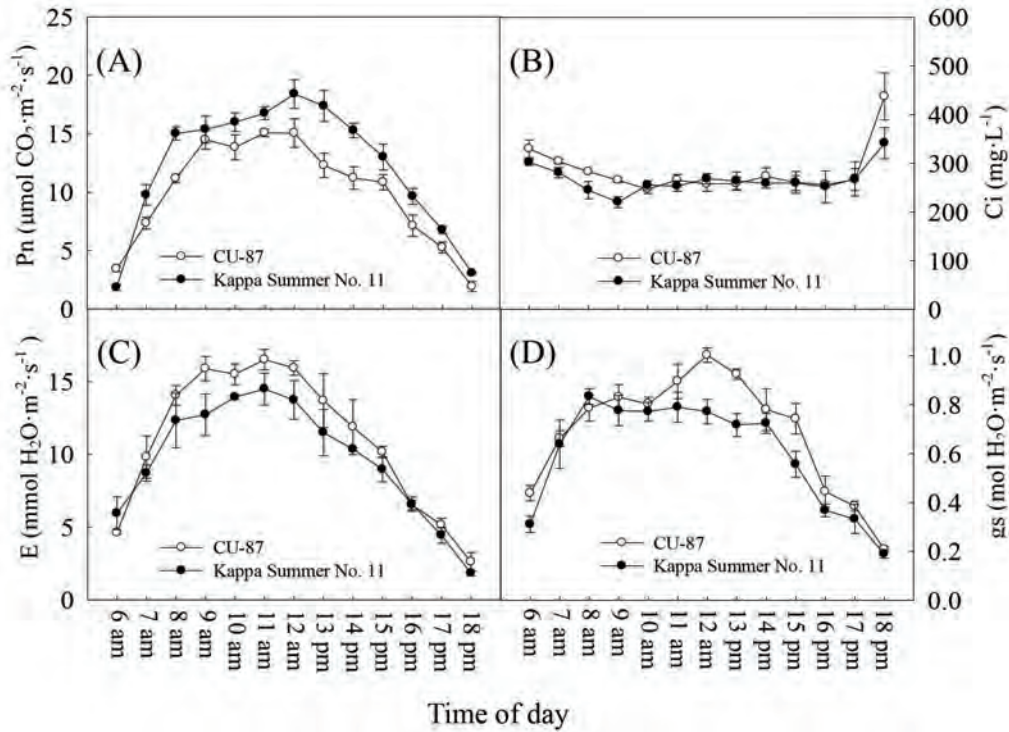 (A)
Pn (μmol CO₂·m⁻²·s⁻¹)
25
20
15
10
5
0
CU-87
Kappa Summer No. 11
(B)
Ci (mg·L⁻¹)
600
500
400
300
200
100
0
CU-87
Kappa Summer No. 11
(C)
E (mmol H₂O·m⁻²·s⁻¹)
15
10
5
0
CU-87
Kappa Summer No. 11
(D)
gs (mol H₂O·m⁻²·s⁻¹)
1.0
0.8
0.6
0.4
0.2
0.0
CU-87
Kappa Summer No. 11
6 am
7 am
8 am
9 am
10 am
11 am
12 am
13 pm
14 pm
15 pm
16 pm
17 pm
18 pm
6 am
7 am
8 am
9 am
10 am
11 am
12 am
13 pm
14 pm
15 pm
16 pm
17 pm
18 pm
Time of day